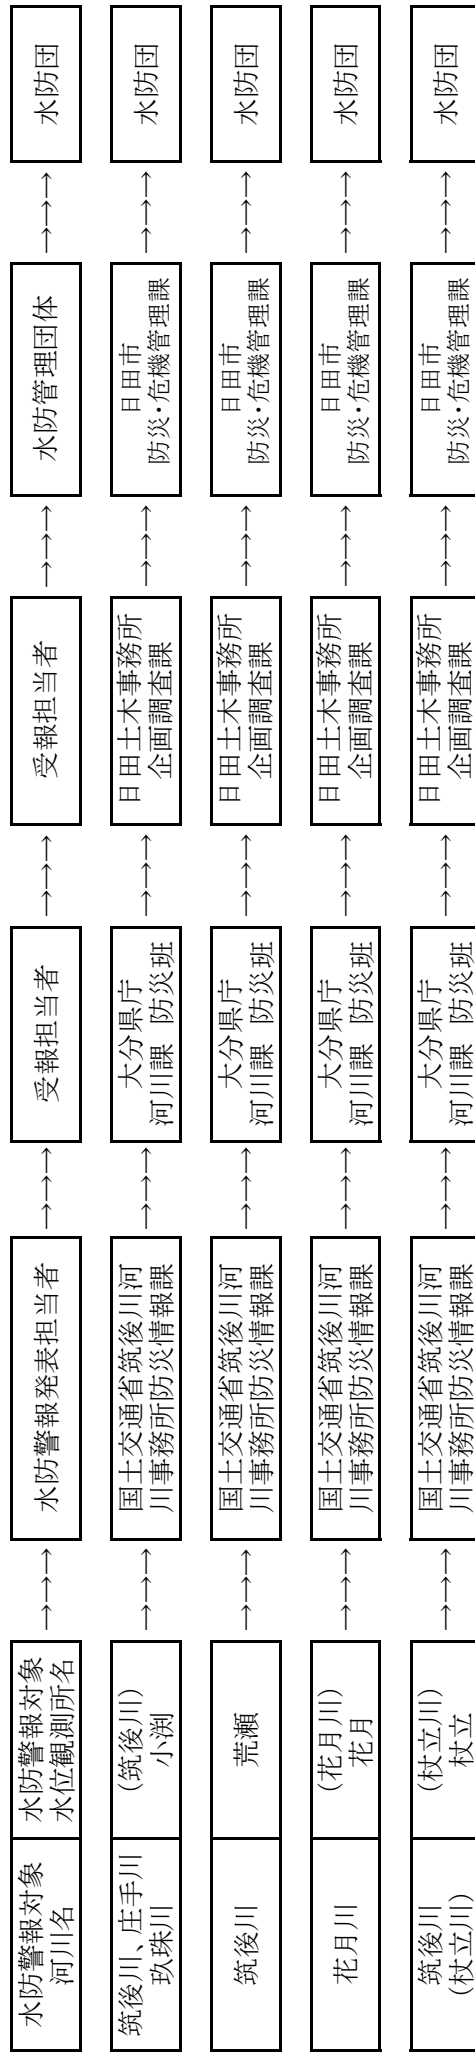 水防警報対象
河川名
水防警報対象
水位観測所名
→→→→
水防警報発表担当者
→→→→
受報担当者
→→→→
受報担当者
→→→→
水防管理団体
→→→→
水防団
筑後川、庄手川
玖珠川
(筑後川)
小渕
→→→→
国土交通省筑後川河
川事務所防災情報課
→→→→
大分県庁
河川課 防災班
→→→→
日田土木事務所
企画調査課
→→→→
日田市
防災・危機管理課
→→→→
水防団
筑後川
荒瀬
→→→→
国土交通省筑後川河
川事務所防災情報課
→→→→
大分県庁
河川課 防災班
→→→→
日田土木事務所
企画調査課
→→→→
日田市
防災・危機管理課
→→→→
水防団
花月川
(花月川)
花月
→→→→
国土交通省筑後川河
川事務所防災情報課
→→→→
大分県庁
河川課 防災班
→→→→
日田土木事務所
企画調査課
→→→→
日田市
防災・危機管理課
→→→→
水防団
筑後川
(杖立川)
(杖立川)
杖立
→→→→
国土交通省筑後川河
川事務所防災情報課
→→→→
大分県庁
河川課 防災班
→→→→
日田土木事務所
企画調査課
→→→→
日田市
防災・危機管理課
→→→→
水防団